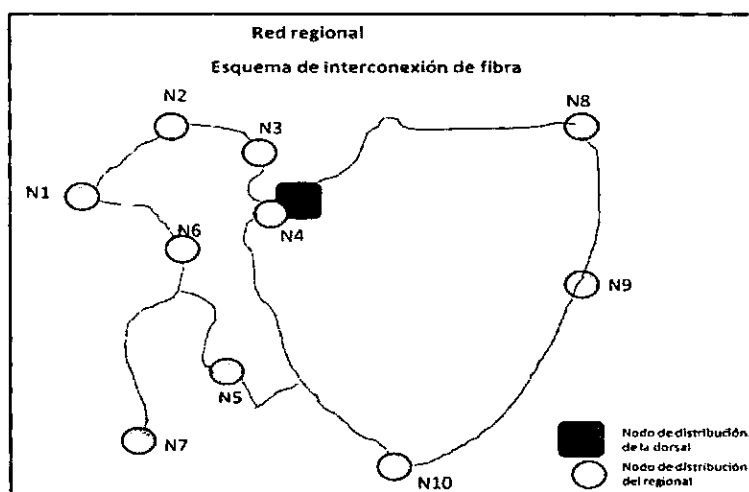 Red regional
Esquema de interconexión de fibra
N2
N8
N3
N1
N4
N6
N9
N5
N7
N10
Nodo de distribución
de la dorsal
Nodo de distribución
del regional